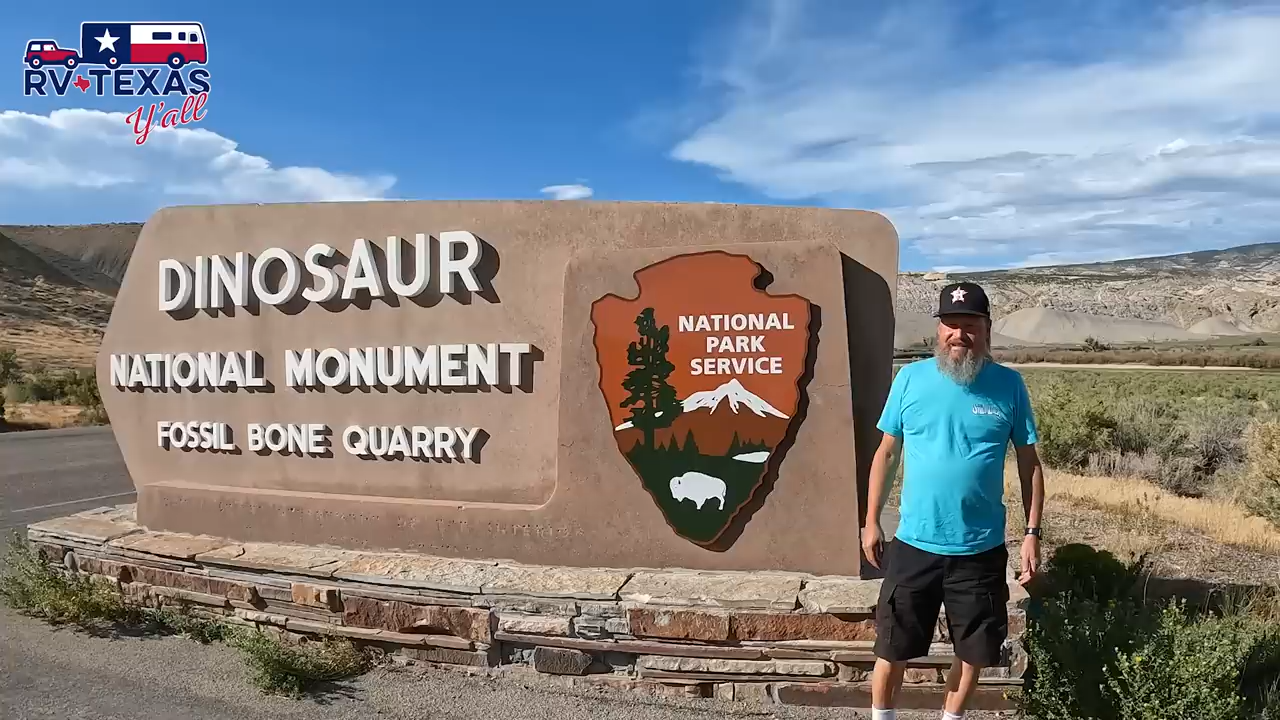 RV TEXAS
Y'all
DINOSAUR
NATIONAL MONUMENT
FOSSIL BONE QUARRY
NATIONAL
PARK
SERVICE